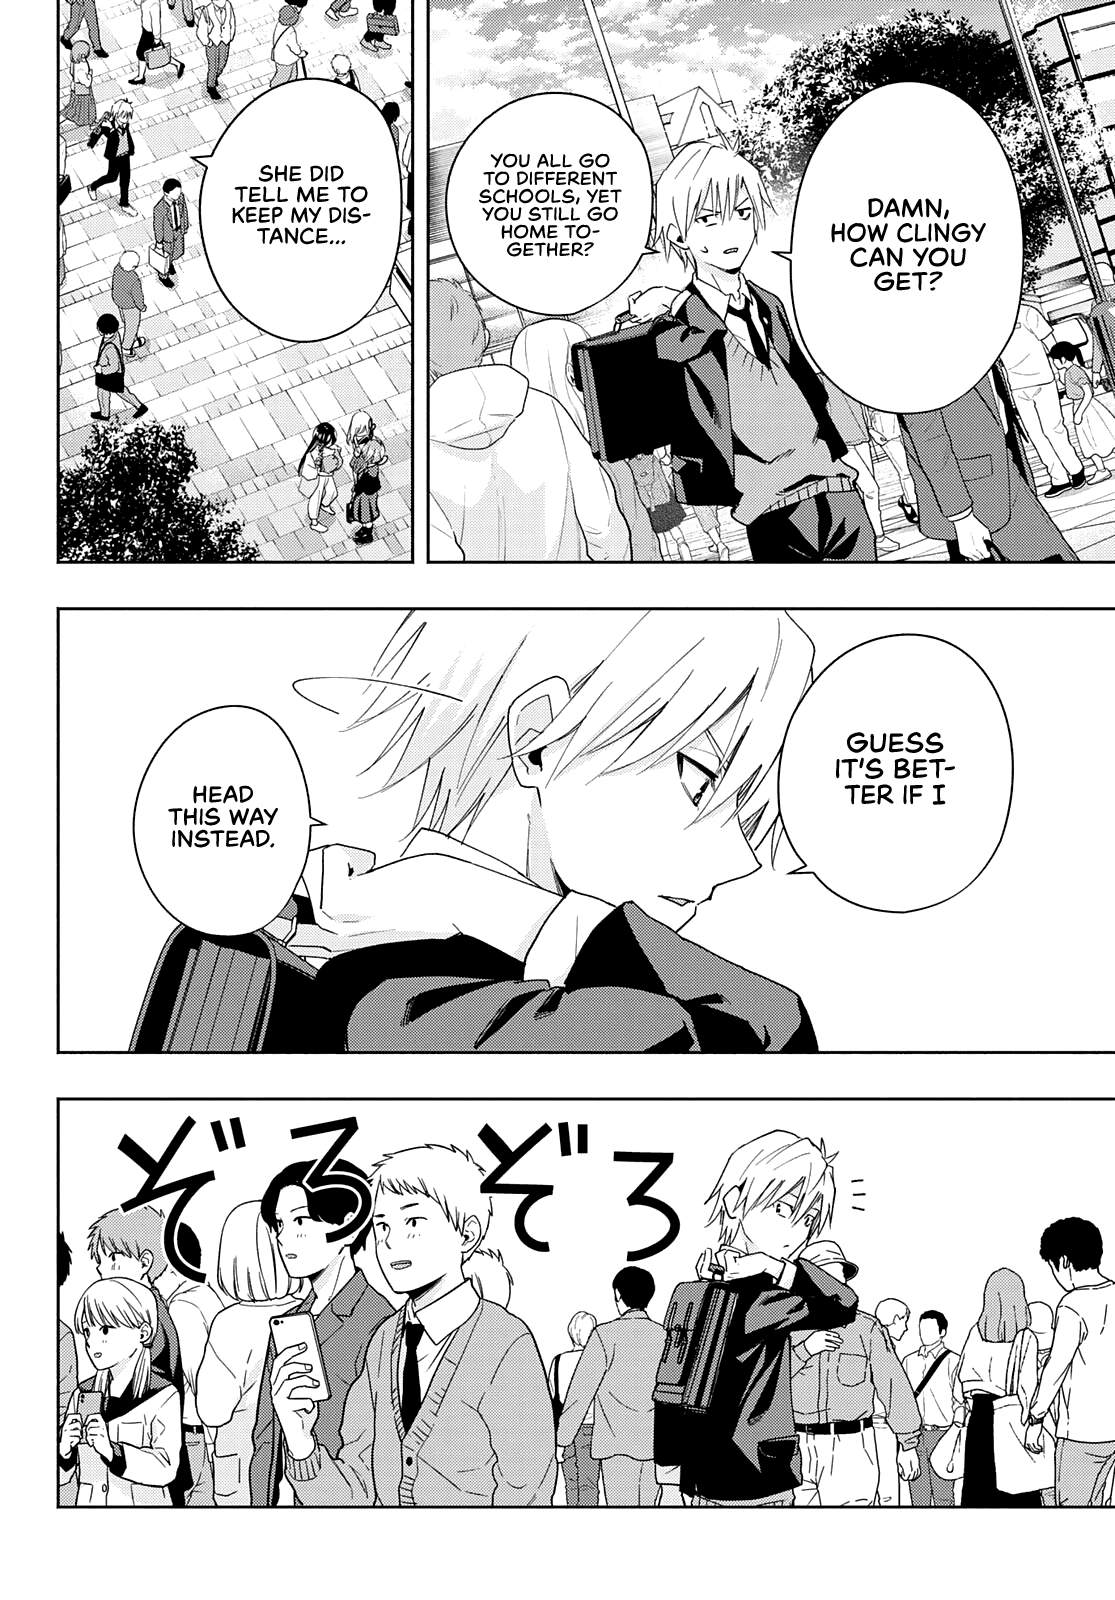 DAMN,
HOW CLINGY
CAN YOU
GET?
YOU ALL GO
TO DIFFERENT
SCHOOLS, YET
YOU STILL GO
HOME TO-
GETHER?
SHE DID
TELL ME TO
KEEP MY DIS-
TANCE...
GUESS
IT'S BET-
TER IF I
HEAD
THIS WAY
INSTEAD.
ぞろ
ぞろ